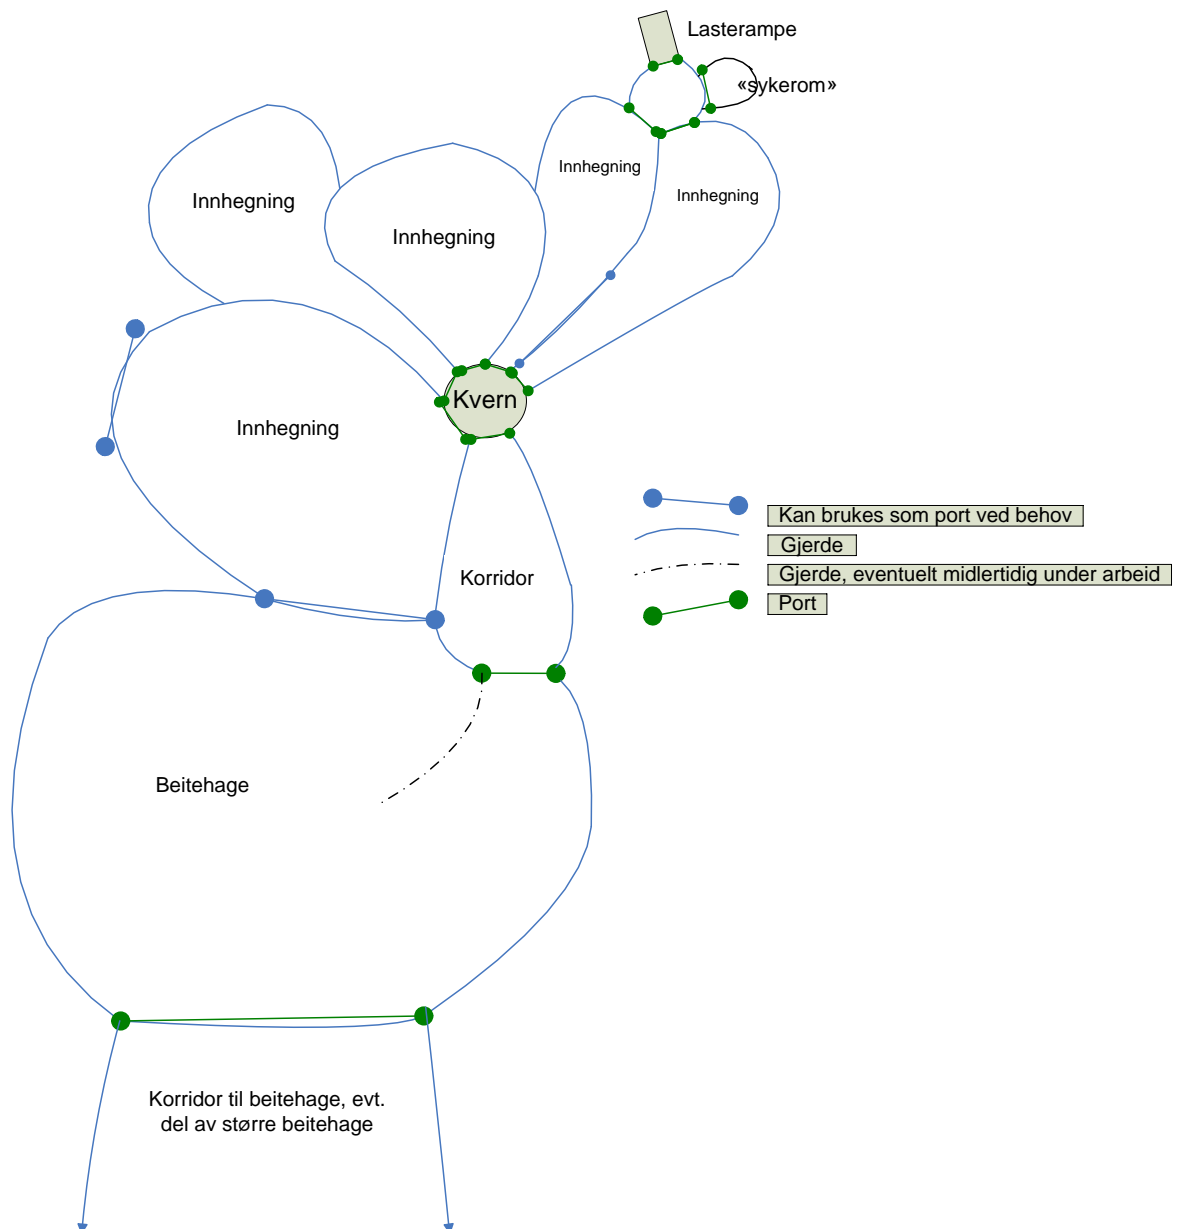 Lasterampe
«sykerom»
Innhegning
Innhegning
Innhegning
Innhegning
Kvern
Innhegning
Kan brukes som port ved behov
Gjerde
Gjerde, eventuelt midlertidig under arbeid
Port
Korridor
Beitehage
Korridor til beitehage, evt.
del av større beitehage